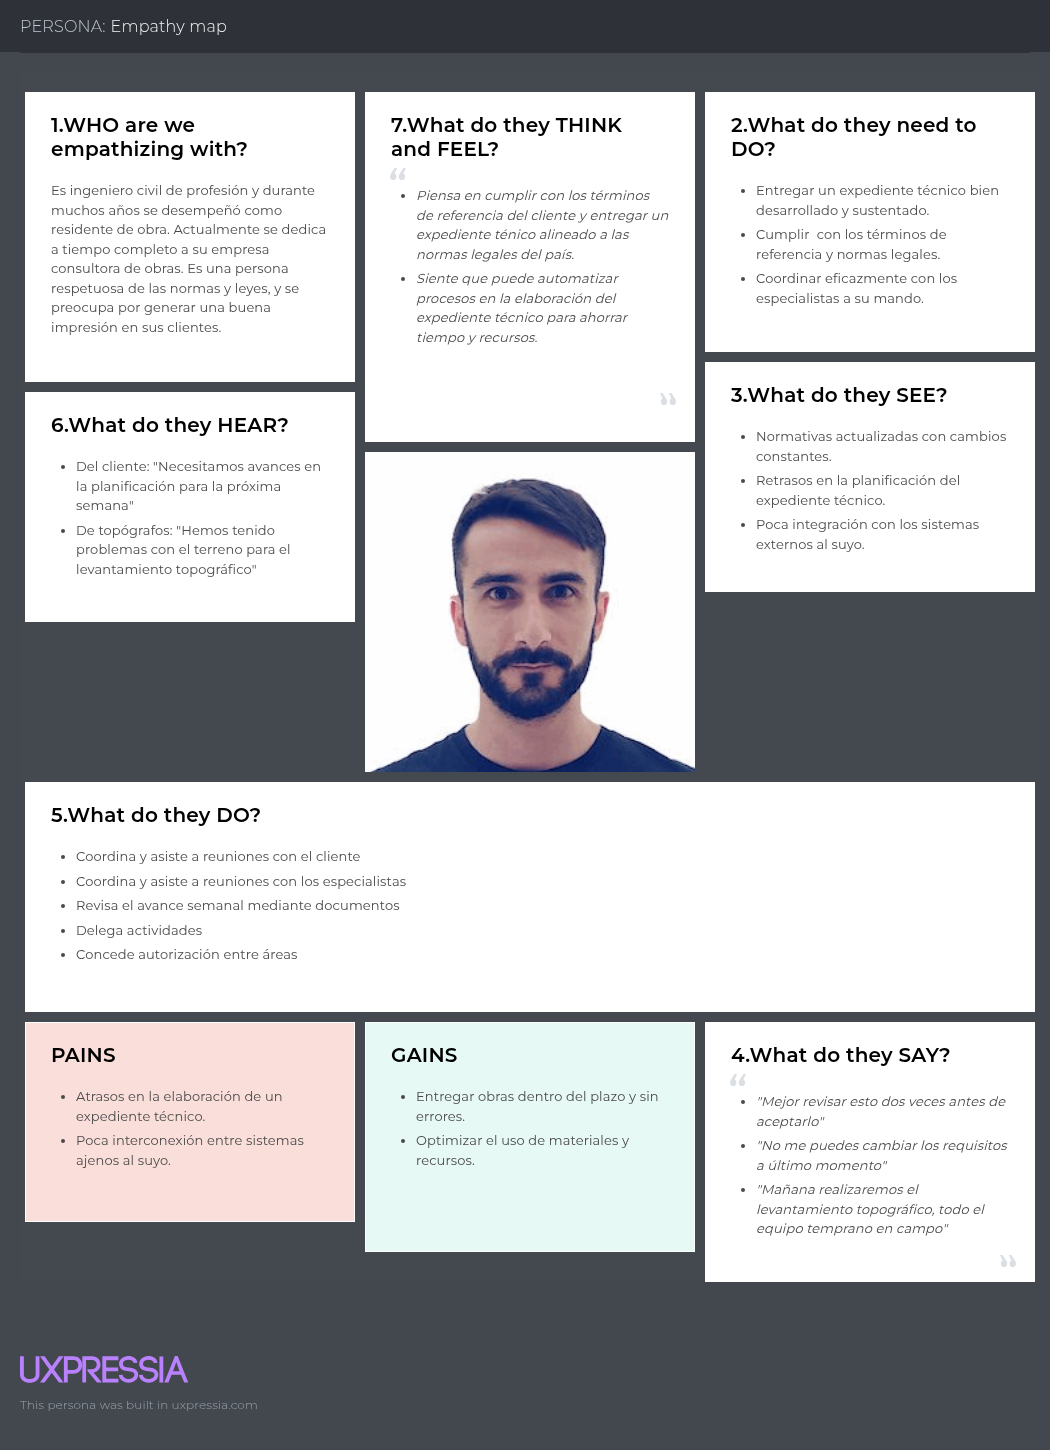 PERSONA: Empathy map
1.WHO are we
empathizing with?
Es ingeniero civil de profesión y durante
muchos años se desempeñó como
residente de obra. Actualmente se dedica
a tiempo completo a su empresa
consultora de obras. Es una persona
respetuosa de las normas y leyes, y se
preocupa por generar una buena
impresión en sus clientes.
7.What do they THINK
and FEEL?
“
• Piensa en cumplir con los términos
de referencia del cliente y entregar un
expediente ténico alineado a las
normas legales del país.
• Siente que puede automatizar
procesos en la elaboración del
expediente técnico para ahorrar
tiempo y recursos.
”
2.What do they need to
DO?
• Entregar un expediente técnico bien
desarrollado y sustentado.
• Cumplir  con los términos de
referencia y normas legales.
• Coordinar eficazmente con los
especialistas a su mando.
6.What do they HEAR?
• Del cliente: "Necesitamos avances en
la planificación para la próxima
semana"
• De topógrafos: "Hemos tenido
problemas con el terreno para el
levantamiento topográfico"
3.What do they SEE?
• Normativas actualizadas con cambios
constantes.
• Retrasos en la planificación del
expediente técnico.
• Poca integración con los sistemas
externos al suyo.
5.What do they DO?
• Coordina y asiste a reuniones con el cliente
• Coordina y asiste a reuniones con los especialistas
• Revisa el avance semanal mediante documentos
• Delega actividades
• Concede autorización entre áreas
PAINS
• Atrasos en la elaboración de un
expediente técnico.
• Poca interconexión entre sistemas
ajenos al suyo.
GAINS
• Entregar obras dentro del plazo y sin
errores.
• Optimizar el uso de materiales y
recursos.
4.What do they SAY?
“
• "Mejor revisar esto dos veces antes de
aceptarlo"
• "No me puedes cambiar los requisitos
a último momento"
• "Mañana realizaremos el
levantamiento topográfico, todo el
equipo temprano en campo"
”
UXPRESSIA
This persona was built in uxpressia.com